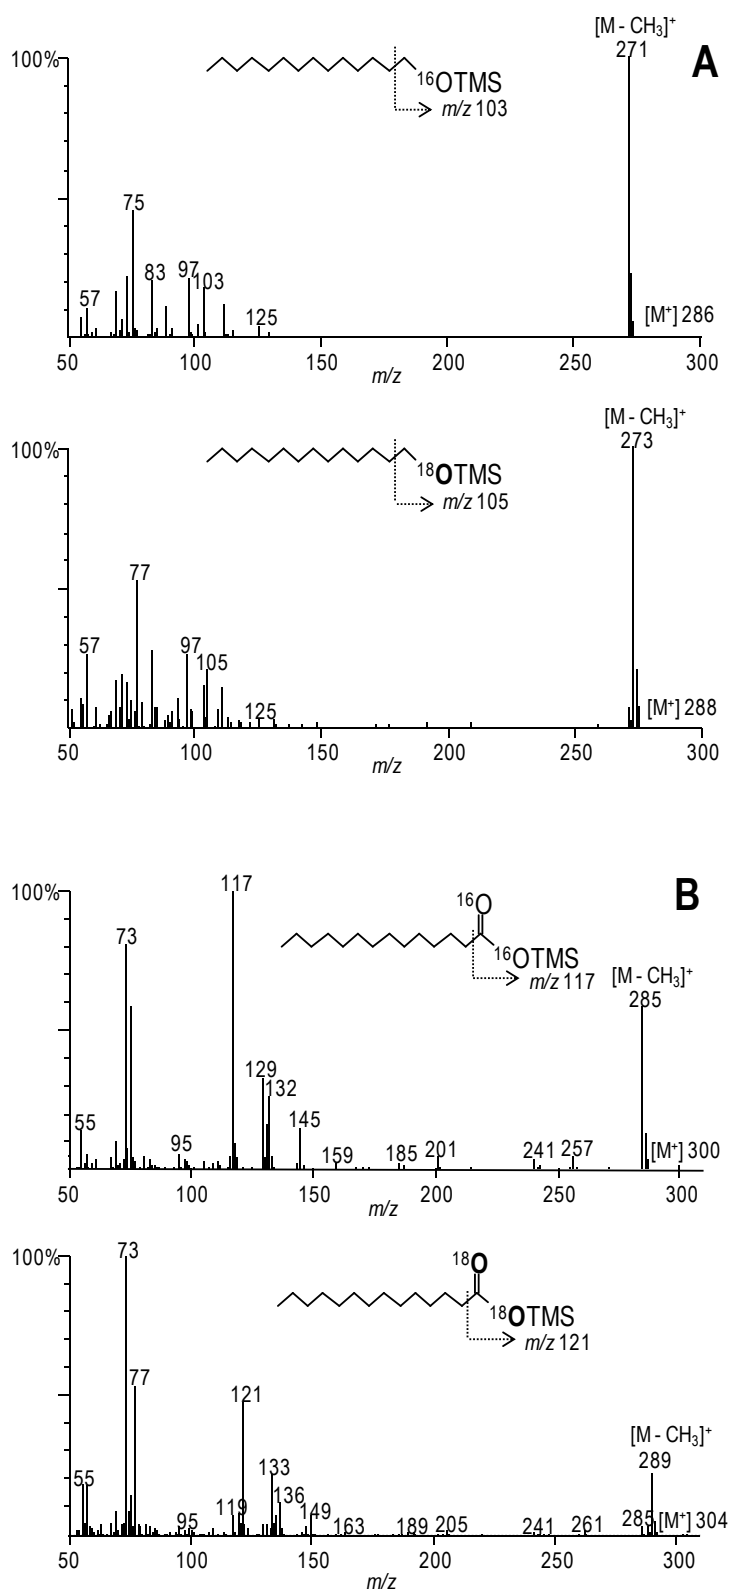 [M - CH₃]⁺
271
A
100%
¹⁶OTMS
m/z 103
75
83
97
103
57
125
[M⁺] 286
50 100 150 200 250 300
m/z
[M - CH₃]⁺
273
100%
¹⁸OTMS
m/z 105
77
57
97
105
125
[M⁺] 288
50 100 150 200 250 300
m/z
117
B
100%
¹⁶O
73
¹⁶OTMS
m/z 117
[M - CH₃]⁺
285
129
132
55
145
95
159
185
201
241
257
[M⁺] 300
50 100 150 200 250 300
m/z
73
100%
¹⁸O
¹⁸OTMS
m/z 121
77
121
[M - CH₃]⁺
289
133
55
136
119
149
95
163
189
205
241
261
285
[M⁺] 304
50 100 150 200 250 300
m/z